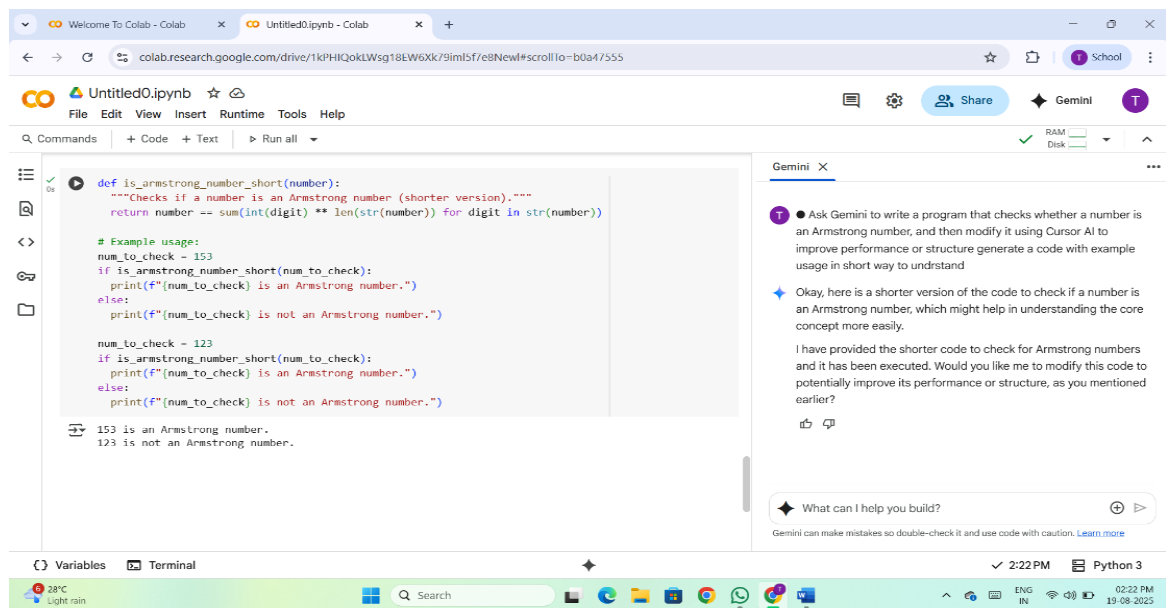 Welcome To Colab - Colab
Untitled0.ipynb - Colab
colab.research.google.com/drive/1kPHIQokLWsg18EW6Xk79iml5f7e8Newl#scrollTo=b0a47555
School
Untitled0.ipynb
File Edit View Insert Runtime Tools Help
Share
Gemini
T
Commands + Code + Text Run all
RAM
Disk
0s
def is_armstrong_number_short(number):
"""Checks if a number is an Armstrong number (shorter version)."""
return number == sum(int(digit) ** len(str(number)) for digit in str(number))
# Example usage:
num_to_check = 153
if is_armstrong_number_short(num_to_check):
print(f"{num_to_check} is an Armstrong number.")
else:
print(f"{num_to_check} is not an Armstrong number.")
num_to_check = 123
if is_armstrong_number_short(num_to_check):
print(f"{num_to_check} is an Armstrong number.")
else:
print(f"{num_to_check} is not an Armstrong number.")
153 is an Armstrong number.
123 is not an Armstrong number.
Gemini
T
● Ask Gemini to write a program that checks whether a number is
an Armstrong number, and then modify it using Cursor AI to
improve performance or structure generate a code with example
usage in short way to undrstand
Okay, here is a shorter version of the code to check if a number is
an Armstrong number, which might help in understanding the core
concept more easily.
I have provided the shorter code to check for Armstrong numbers
and it has been executed. Would you like me to modify this code to
potentially improve its performance or structure, as you mentioned
earlier?
What can I help you build?
Gemini can make mistakes so double-check it and use code with caution. Learn more
Variables Terminal
2:22 PM Python 3
6
28°C
Light rain
Search
ENG
IN
02:22 PM
19-08-2025